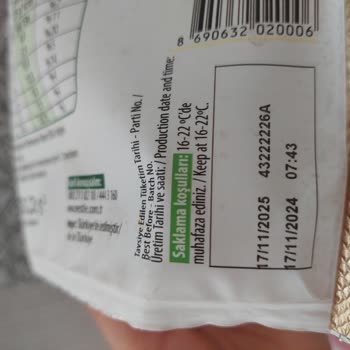 8 690632 020006
Tavsiye Edilen Tüketim Tarihi - Parti No. /
Best Before - Batch No.
Üretim Tarihi ve saati: / Production date and time:
Saklama koşulları: 16-22 ºC'de
muhafaza ediniz. / Keep at 16-22ºC.
17/11/2025 43222226A
17/11/2024 07:43